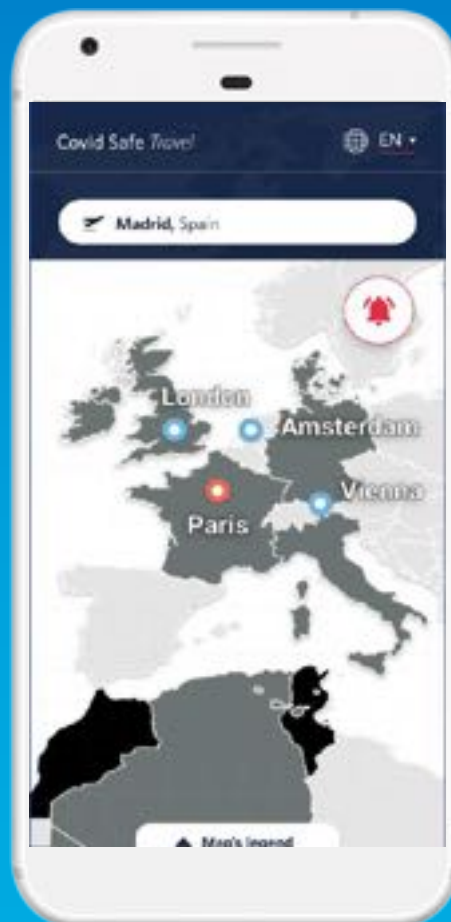 Covid Safe Travel
EN
Madrid, Spain
London
Amsterdam
Vienna
Paris
Map's legend